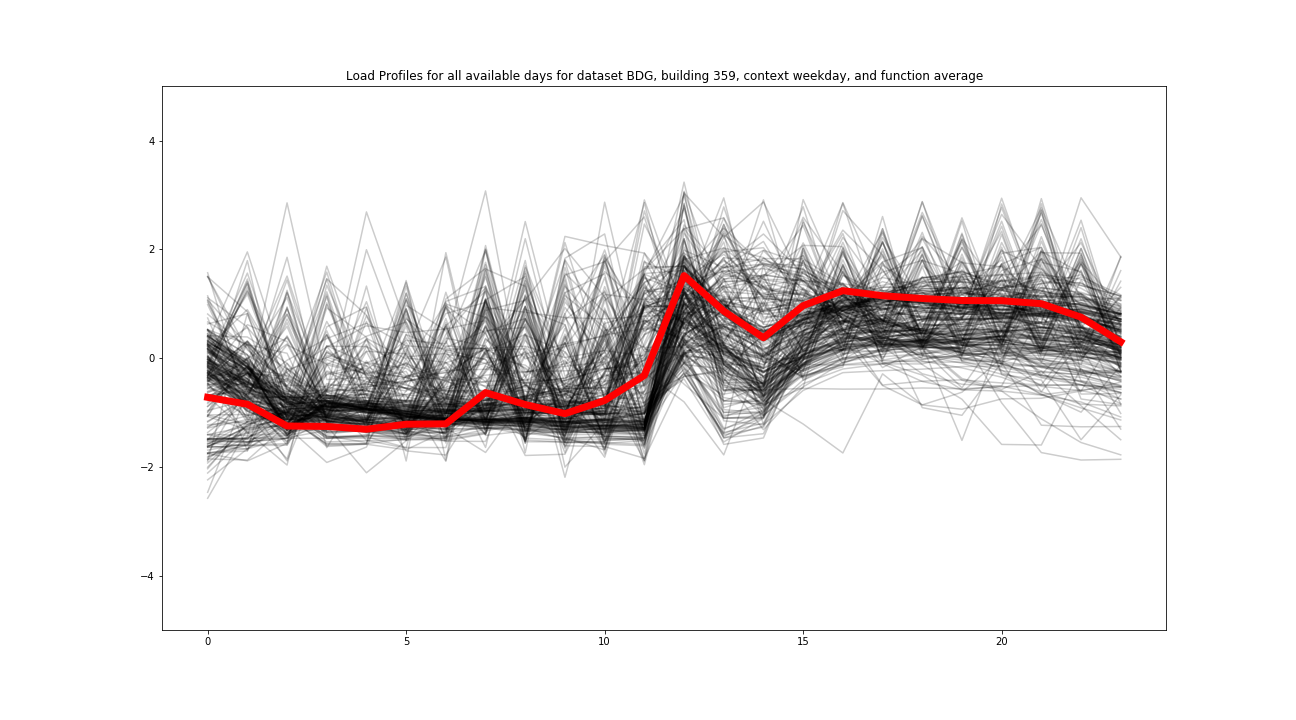 Load Profiles for all available days for dataset BDG, building 359, context weekday, and function average
4
2
0
−2
−4
0 5 10 15 20